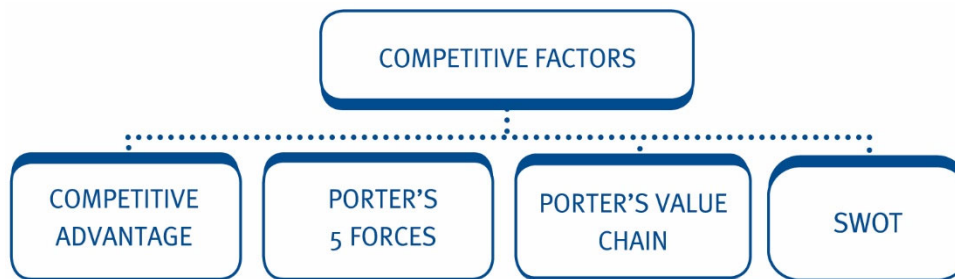 COMPETITIVE FACTORS
COMPETITIVE
ADVANTAGE
PORTER'S
5 FORCES
PORTER'S VALUE
CHAIN
SWOT